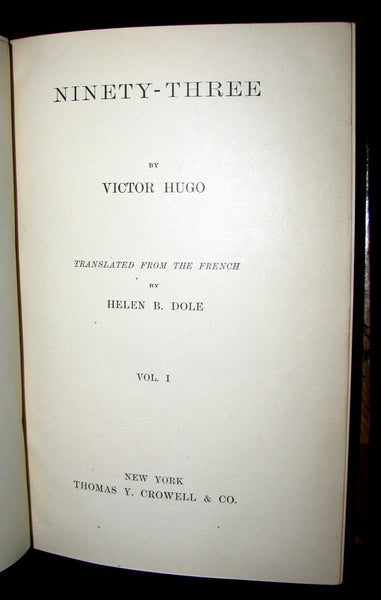 NINETY-THREE
BY
VICTOR HUGO
TRANSLATED FROM THE FRENCH
BY
HELEN B. DOLE
VOL. I
NEW YORK
THOMAS Y. CROWELL & CO.